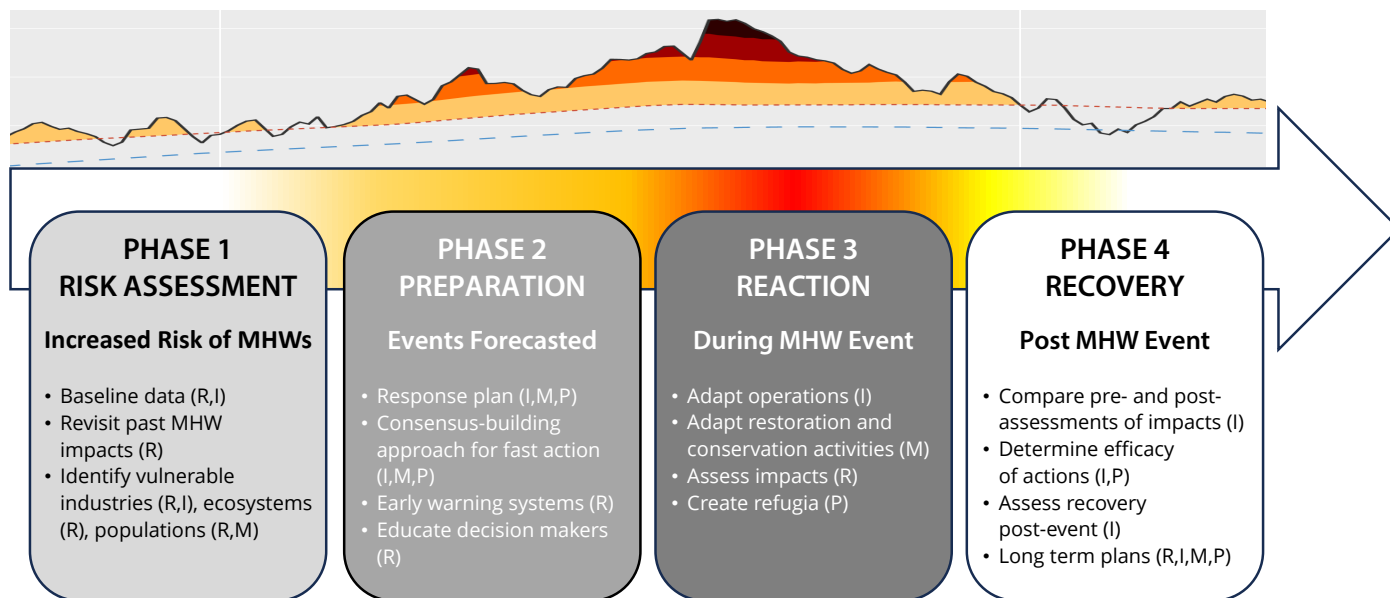 PHASE 1
RISK ASSESSMENT
Increased Risk of MHWs
• Baseline data (R,I)
• Revisit past MHW
impacts (R)
• Identify vulnerable
industries (R,I), ecosystems
(R), populations (R,M)
PHASE 2
PREPARATION
Events Forecasted
• Response plan (I,M,P)
• Consensus-building
approach for fast action
(I,M,P)
• Early warning systems (R)
• Educate decision makers
(R)
PHASE 3
REACTION
During MHW Event
• Adapt operations (I)
• Adapt restoration and
conservation activities (M)
• Assess impacts (R)
• Create refugia (P)
PHASE 4
RECOVERY
Post MHW Event
• Compare pre- and post-
assessments of impacts (I)
• Determine efficacy
of actions (I,P)
• Assess recovery
post-event (I)
• Long term plans (R,I,M,P)